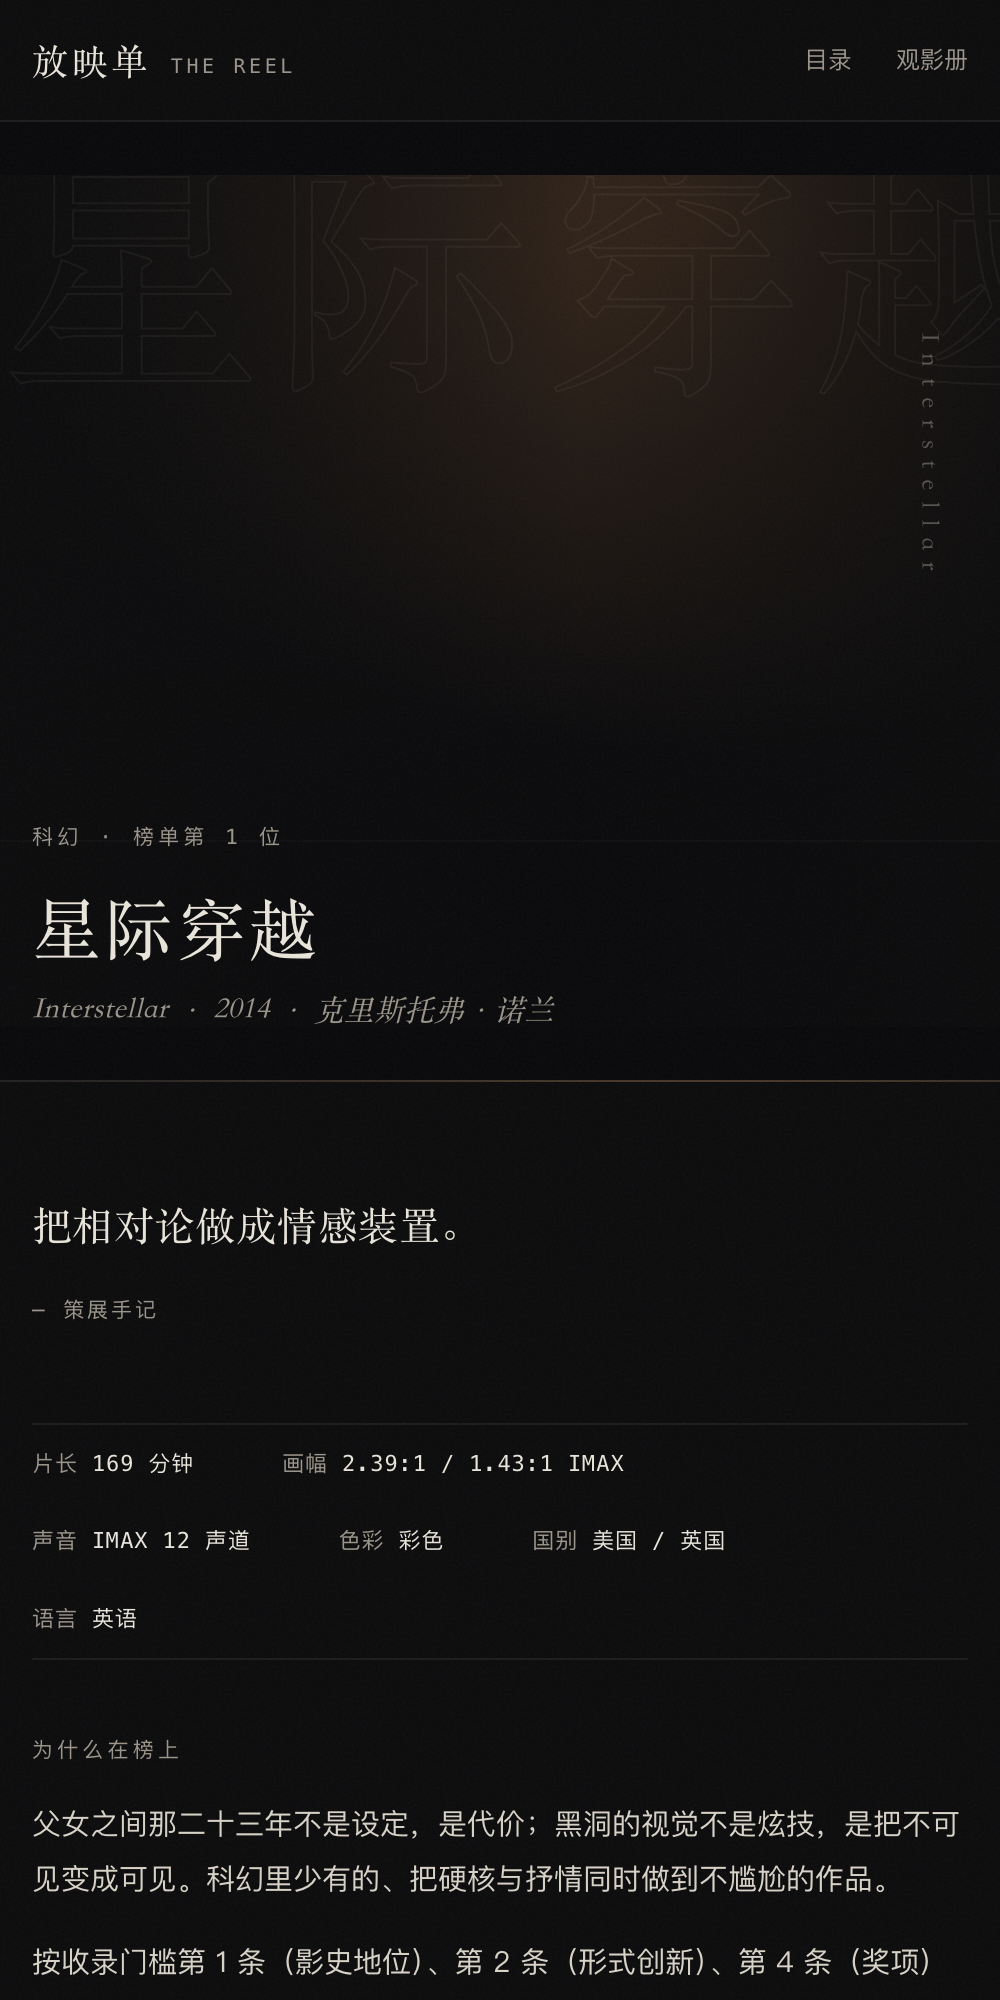 放映单 THE REEL
目录 观影册
星际穿越
Interstellar
科幻 · 榜单第 1 位
星际穿越
Interstellar · 2014 · 克里斯托弗 · 诺兰
把相对论做成情感装置。
— 策展手记
片长 169 分钟 画幅 2.39:1 / 1.43:1 IMAX
声音 IMAX 12 声道 色彩 彩色 国别 美国 / 英国
语言 英语
为什么在榜上
父女之间那二十三年不是设定，是代价；黑洞的视觉不是炫技，是把不可
见变成可见。科幻里少有的、把硬核与抒情同时做到不尴尬的作品。
按收录门槛第 1 条（影史地位）、第 2 条（形式创新）、第 4 条（奖项）